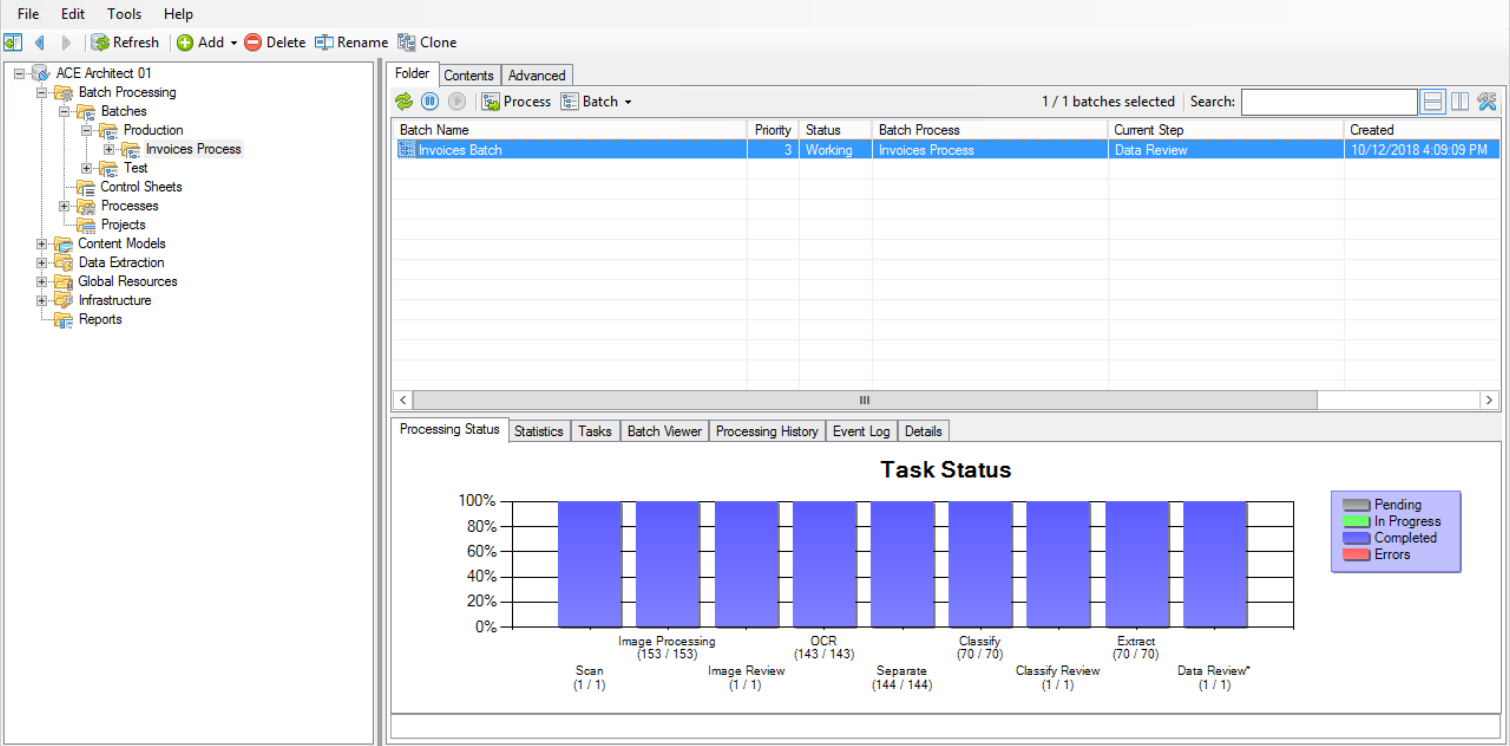 File Edit Tools Help
Refresh Add Delete Rename Clone
ACE Architect 01
Batch Processing
Batches
Production
Invoices Process
Test
Control Sheets
Processes
Projects
Content Models
Data Extraction
Global Resources
Infrastructure
Reports
Folder Contents Advanced
Process Batch 1 / 1 batches selected Search:
Batch Name Priority Status Batch Process Current Step Created
Invoices Batch 3 Working Invoices Process Data Review 10/12/2018 4:09:09 PM
Processing Status Statistics Tasks Batch Viewer Processing History Event Log Details
Task Status
100%
80%
60%
40%
20%
0%
Pending
In Progress
Completed
Errors
Image Processing OCR Classify Extract
(153 / 153) (143 / 143) (70 / 70) (70 / 70)
Scan Image Review Separate Classify Review Data Review*
(1 / 1) (1 / 1) (144 / 144) (1 / 1) (1 / 1)